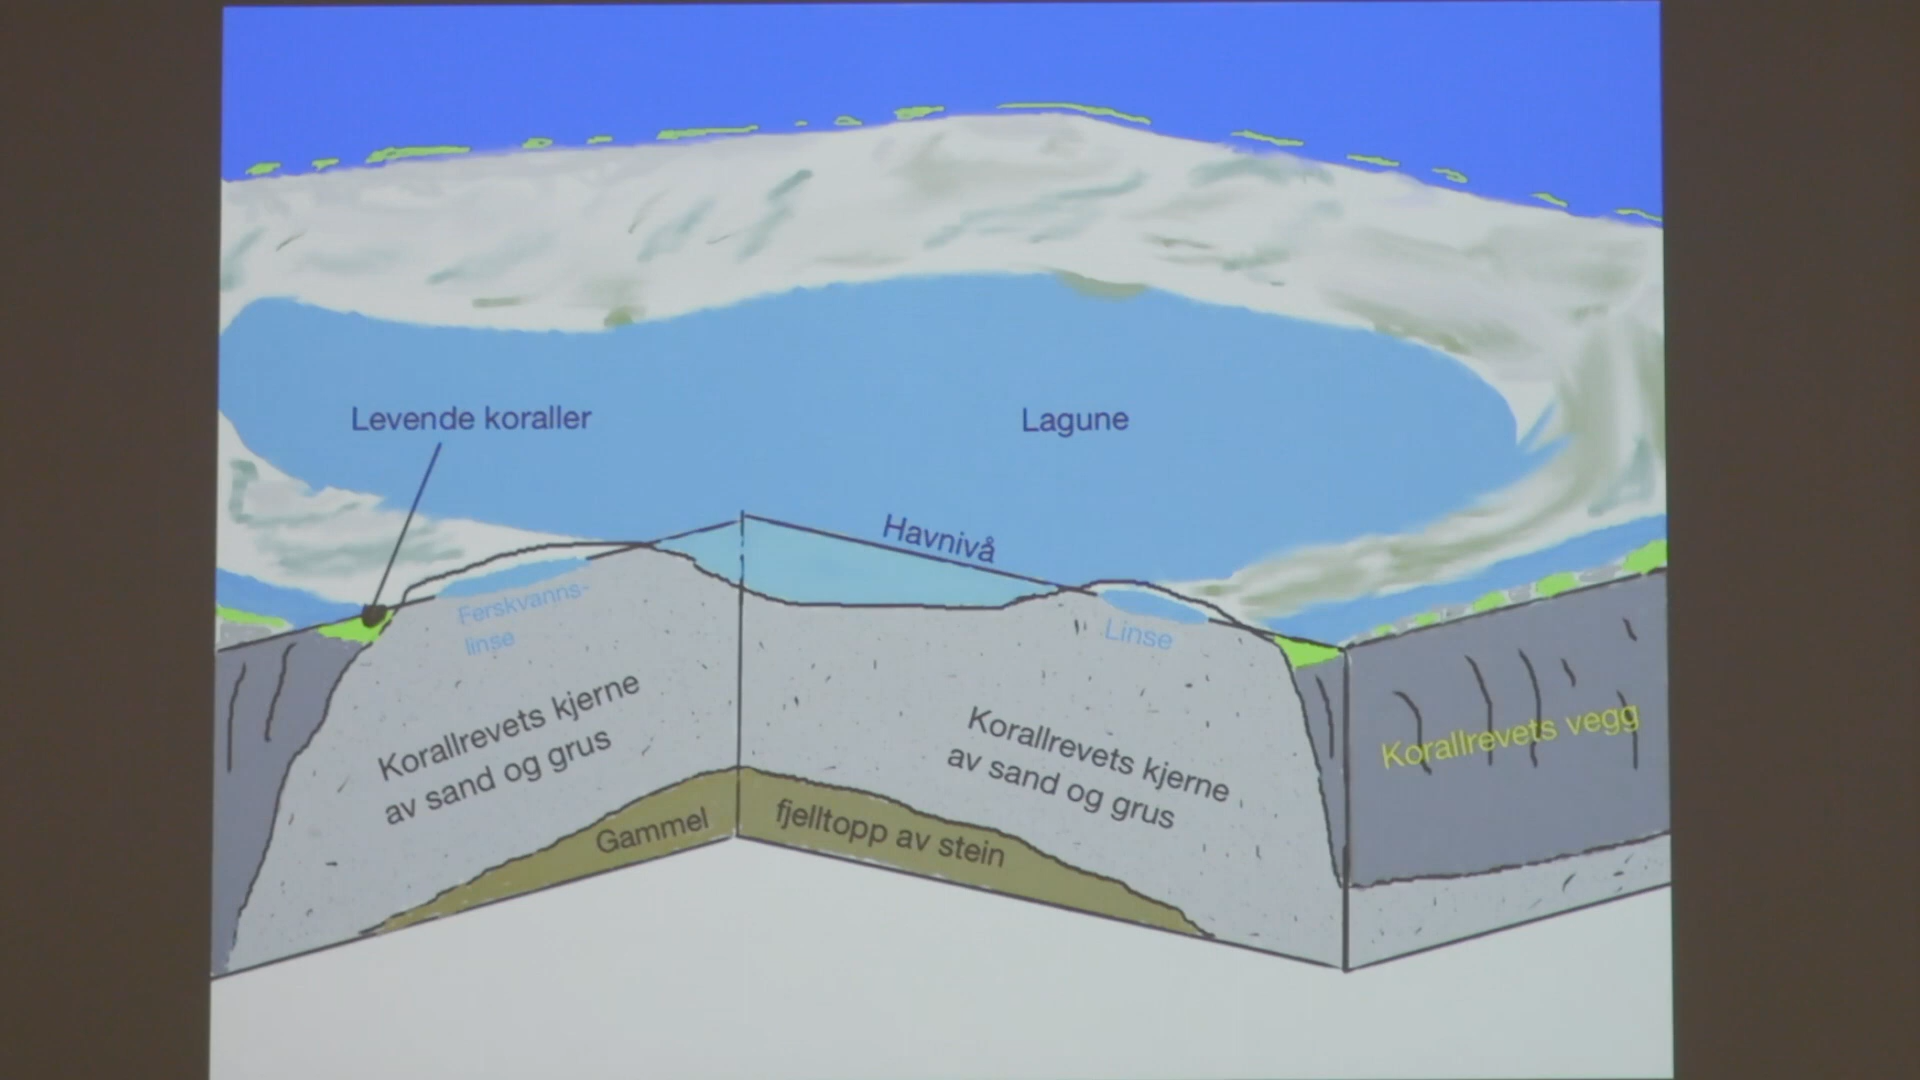 Levende koraller
Lagune
Havnivå
Ferskvanns-
linse
Linse
Korallrevets kjerne
av sand og grus
Korallrevets kjerne
av sand og grus
Korallrevets vegg
Gammel
fjelltopp av stein